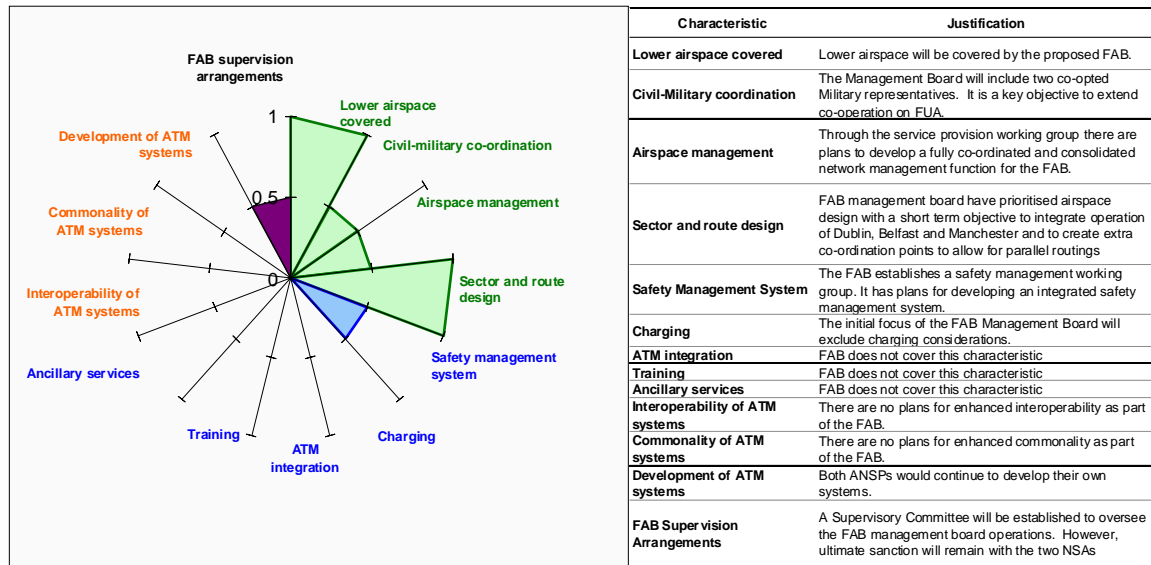 FAB supervision
arrangements
Lower airspace
covered
Civil-military co-ordination
Airspace management
Sector and route
design
Safety management
system
Charging
ATM
integration
Training
Ancillary services
Interoperability of
ATM systems
Commonality of
ATM systems
Development of ATM
systems
1
0.5
0
Characteristic Justification
Lower airspace covered Lower airspace will be covered by the proposed FAB.
Civil-Military coordination The Management Board will include two co-opted
Military representatives.  It is a key objective to extend
co-operation on FUA.
Airspace management Through the service provision working group there are
plans to develop a fully co-ordinated and consolidated
network management function for the FAB.
Sector and route design FAB management board have prioritised airspace
design with a short term objective to integrate operation
of Dublin, Belfast and Manchester and to create extra
co-ordination points to allow for parallel routings
Safety Management System The FAB establishes a safety management working
group. It has plans for developing an integrated safety
management system.
Charging The initial focus of the FAB Management Board will
exclude charging considerations.
ATM integration FAB does not cover this characteristic
Training FAB does not cover this characteristic
Ancillary services FAB does not cover this characteristic
Interoperability of ATM
systems
There are no plans for enhanced interoperability as part
of the FAB.
Commonality of ATM
systems
There are no plans for enhanced commonality as part
of the FAB.
Development of ATM
systems
Both ANSPs would continue to develop their own
systems.
FAB Supervision
Arrangements
A Supervisory Committee will be established to oversee
the FAB management board operations.  However,
ultimate sanction will remain with the two NSAs